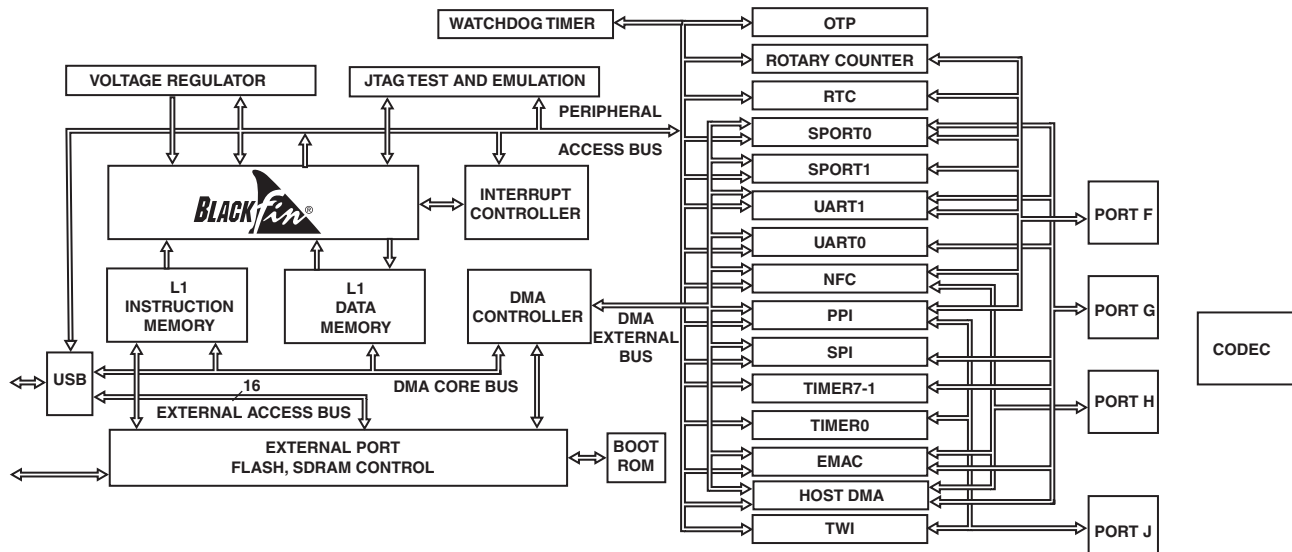 WATCHDOG TIMER
OTP
ROTARY COUNTER
VOLTAGE REGULATOR
JTAG TEST AND EMULATION
RTC
PERIPHERAL
ACCESS BUS
SPORT0
SPORT1
BLACKfin®
INTERRUPT
CONTROLLER
UART1
PORT F
UART0
NFC
L1
INSTRUCTION
MEMORY
L1
DATA
MEMORY
DMA
CONTROLLER
DMA
EXTERNAL
BUS
PPI
PORT G
SPI
CODEC
USB
DMA CORE BUS
16
EXTERNAL ACCESS BUS
TIMER7-1
PORT H
TIMER0
EXTERNAL PORT
FLASH, SDRAM CONTROL
BOOT
ROM
EMAC
HOST DMA
TWI
PORT J